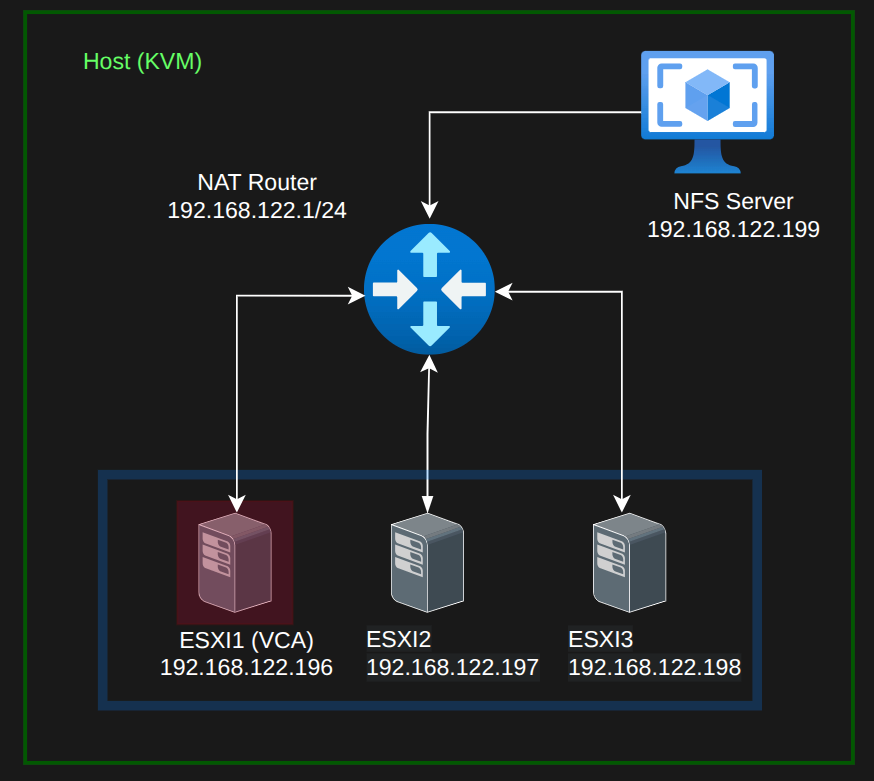 Host (KVM)
NAT Router
192.168.122.1/24
NFS Server
192.168.122.199
ESXI1 (VCA)
192.168.122.196
ESXI2
192.168.122.197
ESXI3
192.168.122.198